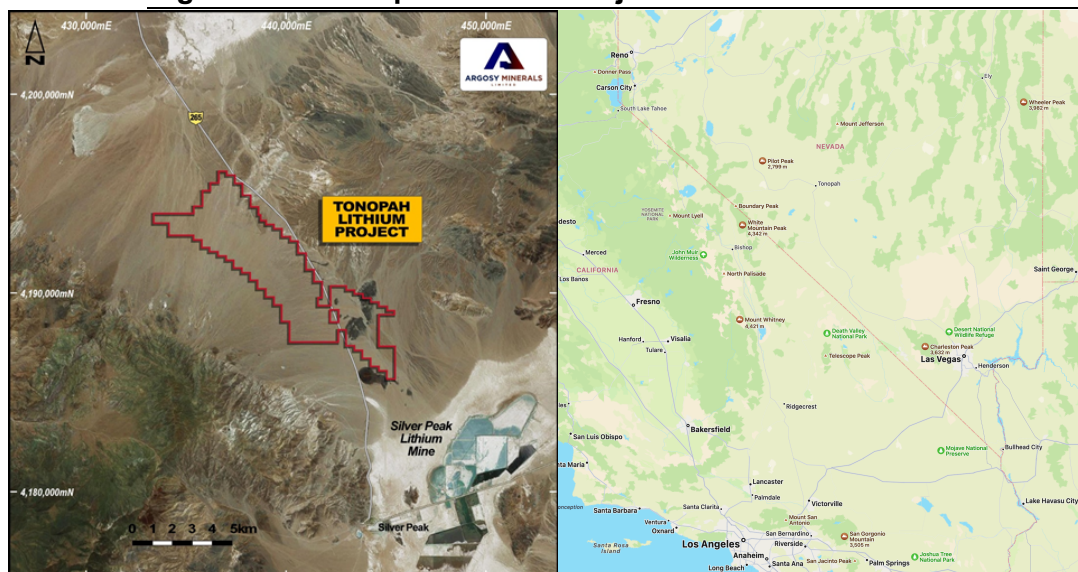 430,000mE
440,000mE
450,000mE
N
ARGOSY MINERALS
LIMITED
4,200,000mN
265
TONOPAH
LITHIUM
PROJECT
4,190,000mN
Silver Peak
Lithium
Mine
4,180,000mN
Silver Peak
0 1 2 3 4 5km
Reno
Donner Pass
Carson City
South Lake Tahoe
Ely
Wheeler Peak
3,982 m
Mount Jefferson
NEVADA
Pilot Peak
2,799 m
Tonopah
Boundary Peak
YOSEMITE
NATIONAL
PARK
Mount Lyell
desto
White
Mountain Peak
4,342 m
Bishop
John Muir
Wilderness
Merced
CALIFORNIA
Los Banos
North Palisade
Saint George
Fresno
Mount Whitney
4,421 m
Hanford
Visalia
Tulare
Death Valley
National Park
Telescope Peak
Desert National
Wildlife Refuge
Charleston Peak
3,632 m
Las Vegas
Henderson
Ridgecrest
les
San Luis Obispo
Bakersfield
Mojave National
Preserve
Bullhead City
ta Maria
Lancaster
Palmdale
Victorville
Lake Havasu City
onception
Santa Barbara
Santa Clarita
Ventura
Oxnard
Mount San
Antonio
San Bernardino
Riverside
San Gorgonio
Mountain
3,505 m
Santa Rosa
Island
Los Angeles
Anaheim
Long Beach
Santa Ana
San Jacinto Peak
Palm Springs
Joshua Tree
National Park